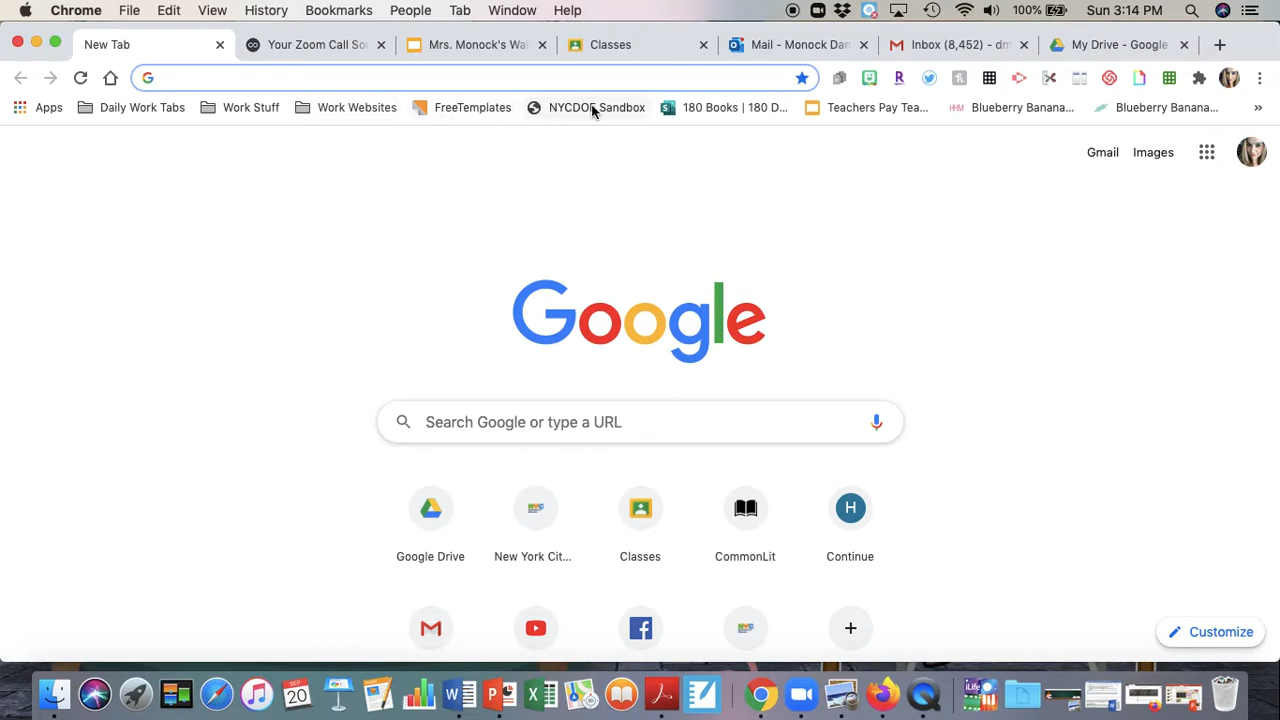 Chrome File Edit View History Bookmarks People Tab Window Help 100% Sun 3:14 PM
New Tab Your Zoom Call So Mrs. Monock's Wai Classes Mail - Monock Da Inbox (8,452) - dm My Drive - Google
Apps Daily Work Tabs Work Stuff Work Websites FreeTemplates NYCDOE Sandbox 180 Books | 180 D... Teachers Pay Tea... Blueberry Banana... Blueberry Banana... »
Gmail Images
Google
Search Google or type a URL
H
Google Drive New York Cit... Classes CommonLit Continue
Customize
SEP
20